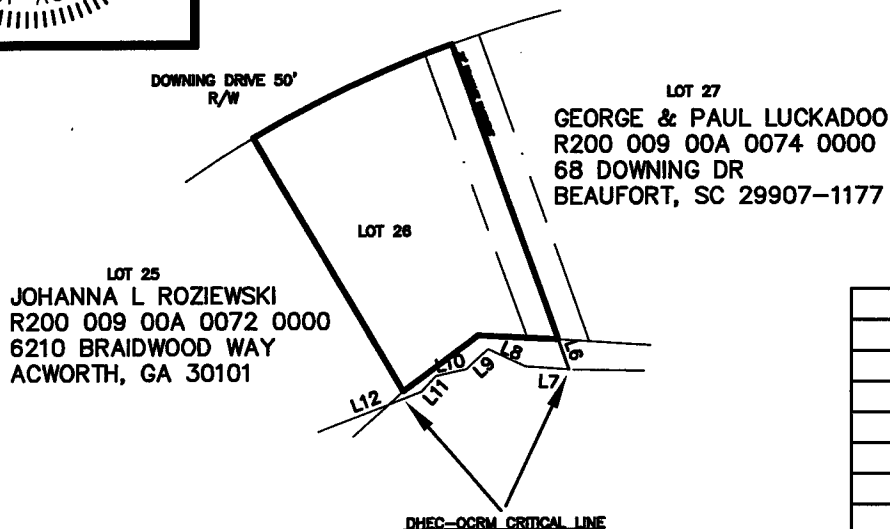 DOWNING DRIVE 50'
R/W
LOT 27
GEORGE & PAUL LUCKADOO
R200 009 00A 0074 0000
68 DOWNING DR
BEAUFORT, SC 29907-1177
LOT 26
LOT 25
JOHANNA L ROZIEWSKI
R200 009 00A 0072 0000
6210 BRAIDWOOD WAY
ACWORTH, GA 30101
L6
L8
L10
L9
L7
L11
L12
DHEC-OCRM CRITICAL LINE